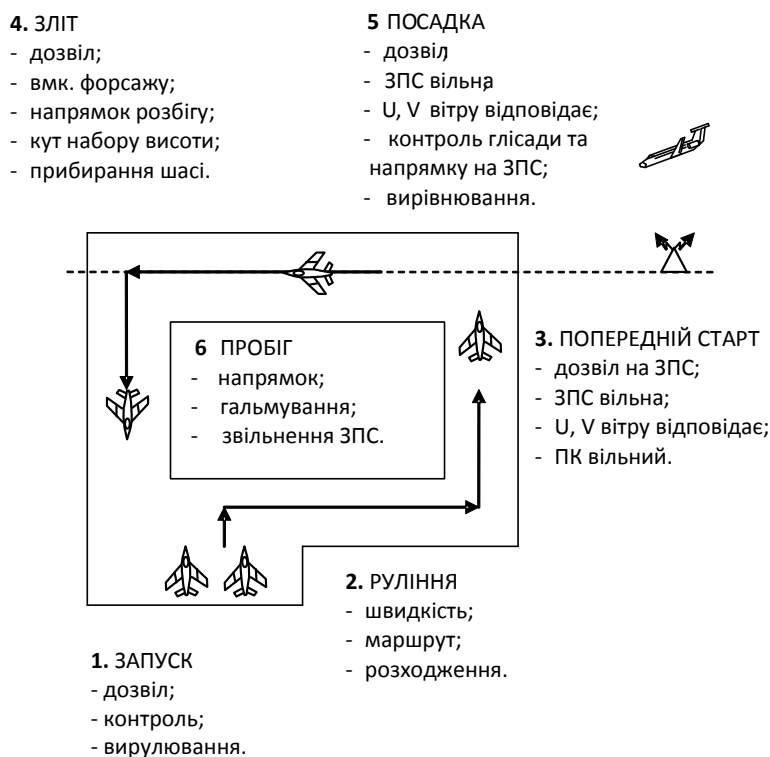 4. ЗЛІТ
- дозвіл;
- вмк. форсажу;
- напрямок розбігу;
- кут набору висоти;
- прибирання шасі.
5 ПОСАДКА
- дозвіл;
- ЗПС вільна;
- U, V вітру відповідає;
- контроль глісади та
напрямку на ЗПС;
- вирівнювання.
6 ПРОБІГ
- напрямок;
- гальмування;
- звільнення ЗПС.
3. ПОПЕРЕДНІЙ СТАРТ
- дозвіл на ЗПС;
- ЗПС вільна;
- U, V вітру відповідає;
- ПК вільний.
2. РУЛІННЯ
- швидкість;
- маршрут;
- розходження.
1. ЗАПУСК
- дозвіл;
- контроль;
- вирулювання.